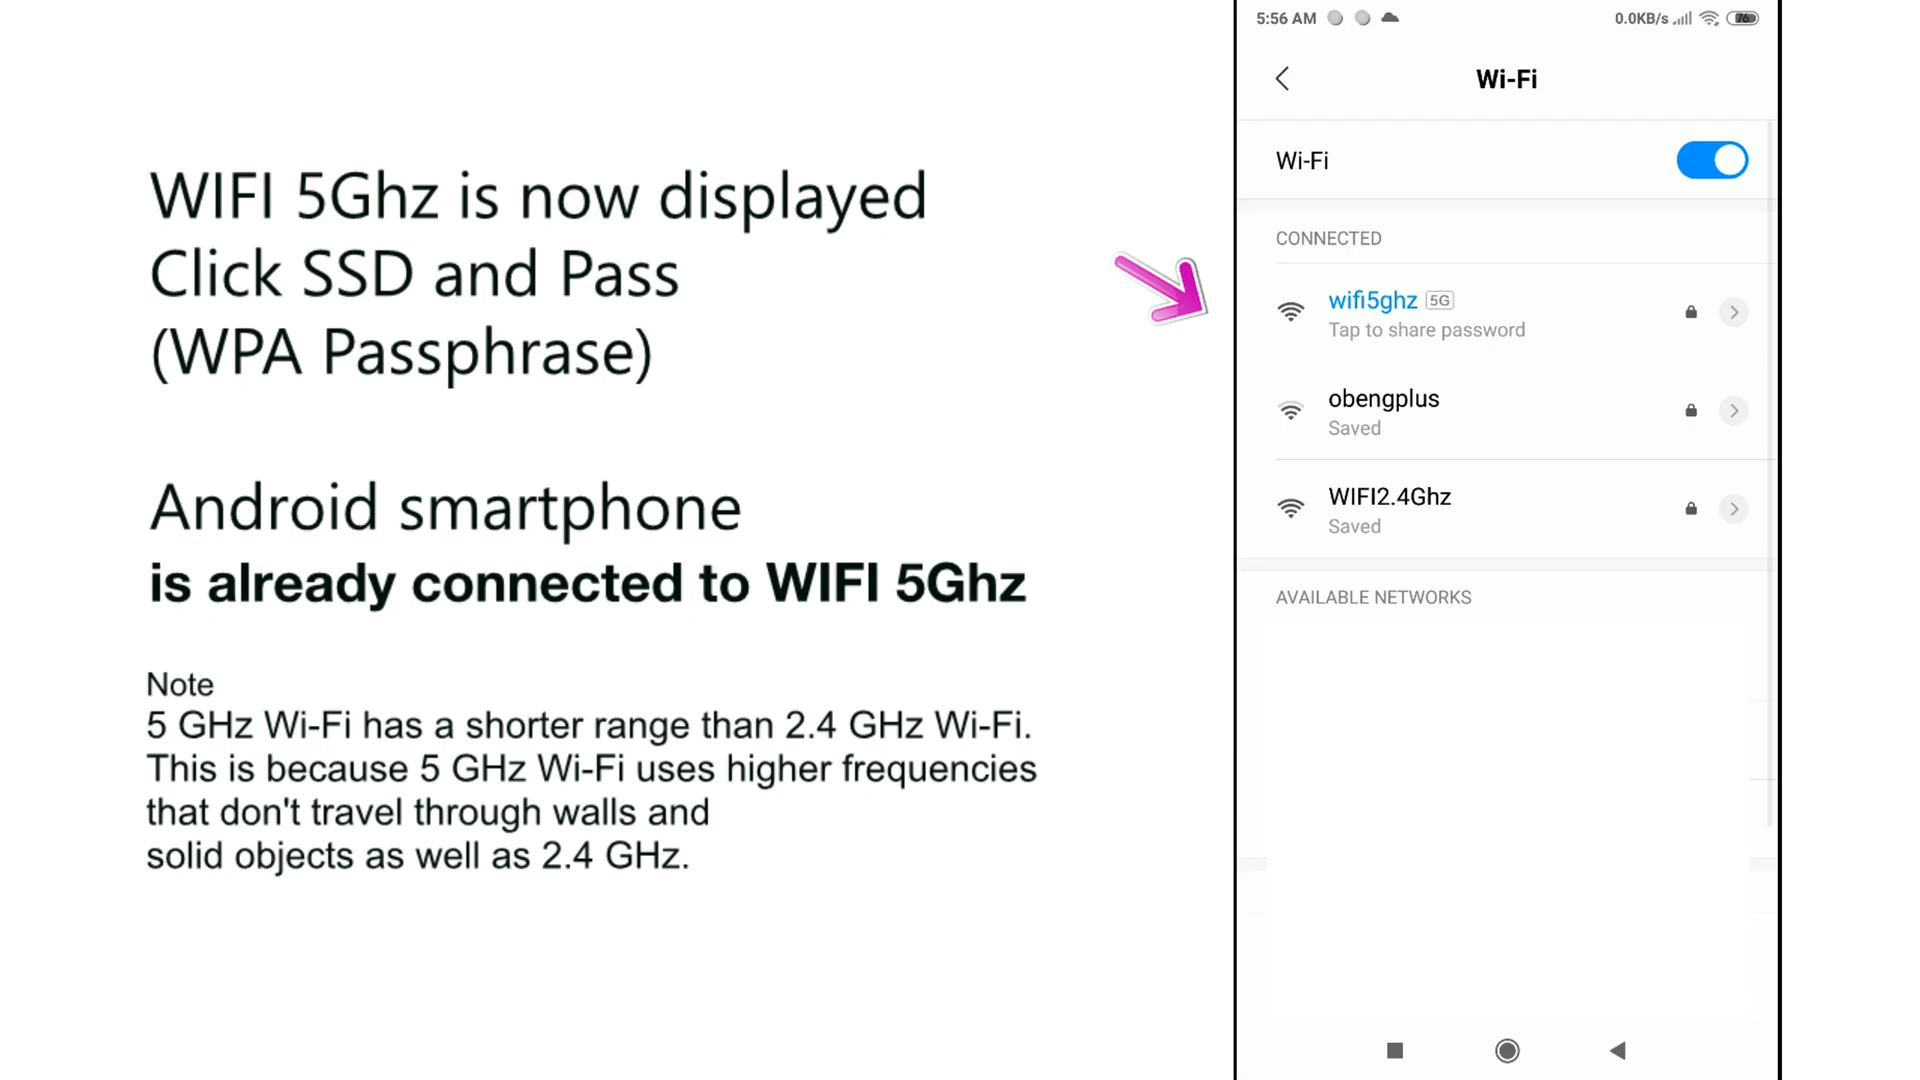 WIFI 5Ghz is now displayed
Click SSD and Pass
(WPA Passphrase)
Android smartphone
is already connected to WIFI 5Ghz
Note
5 GHz Wi-Fi has a shorter range than 2.4 GHz Wi-Fi.
This is because 5 GHz Wi-Fi uses higher frequencies
that don't travel through walls and
solid objects as well as 2.4 GHz.
5:56 AM 0.0KB/s 76
Wi-Fi
Wi-Fi
CONNECTED
wifi5ghz 5G
Tap to share password
obengplus
Saved
WIFI2.4Ghz
Saved
AVAILABLE NETWORKS